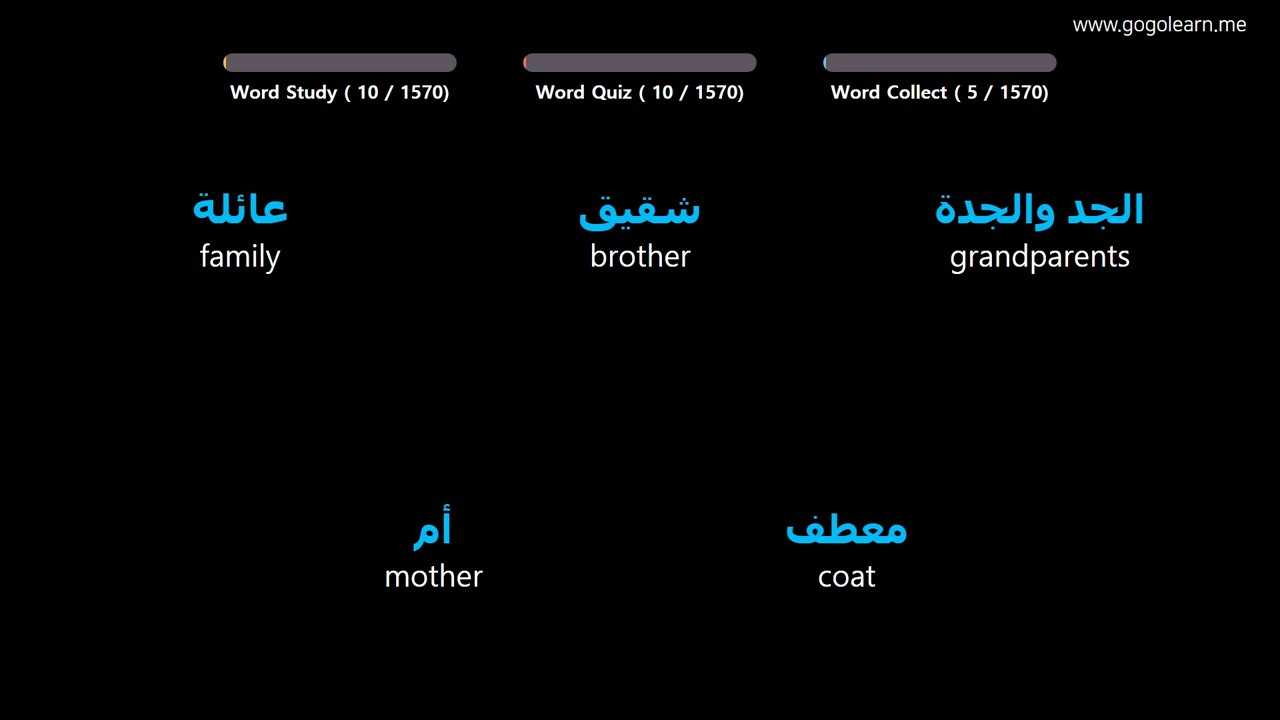 www.gogolearn.me
Word Study ( 10 / 1570)
Word Quiz ( 10 / 1570)
Word Collect ( 5 / 1570)
عائلة
family
شقيق
brother
الجد والجدة
grandparents
أم
mother
معطف
coat